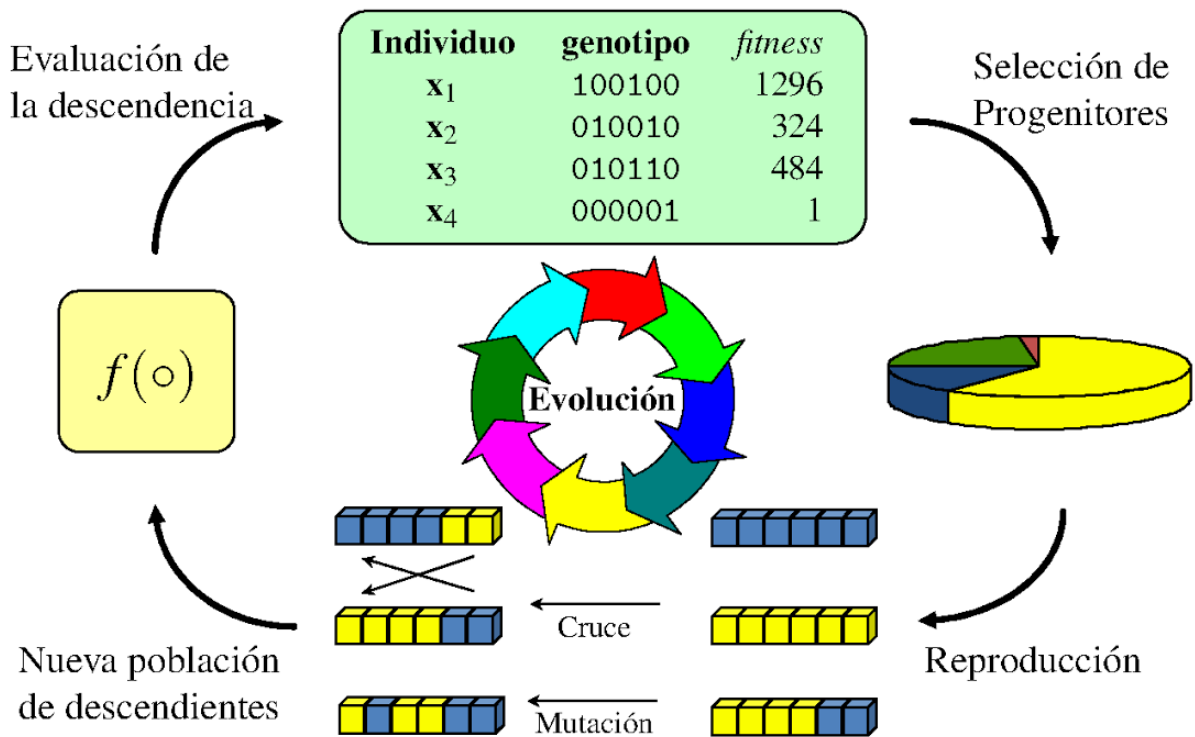 Individuo genotipo fitness
x1 100100 1296
x2 010010 324
x3 010110 484
x4 000001 1
Evaluación de
la descendencia
Selección de
Progenitores
f(○)
Evolución
Cruce
Mutación
Reproducción
Nueva población
de descendientes